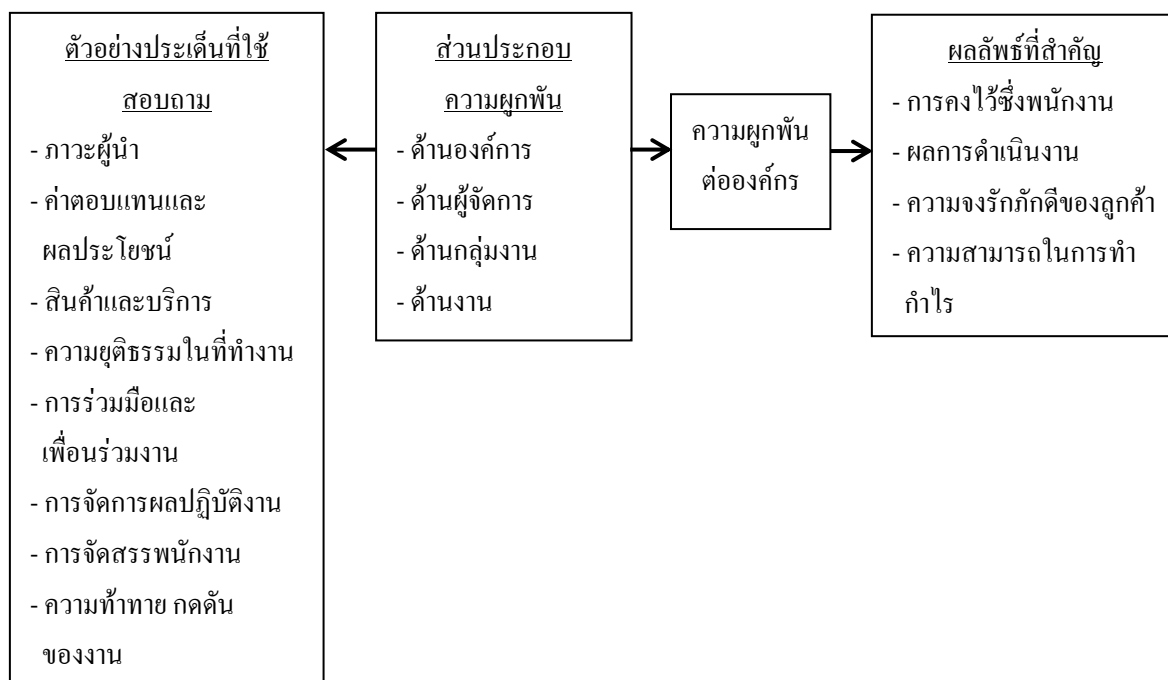 ตัวอย่างประเด็นที่ใช้
สอบถาม
- ภาวะผู้นำ
- ค่าตอบแทนและ
ผลประโยชน์
- สินค้าและบริการ
- ความยุติธรรมในที่ทำงาน
- การร่วมมือและ
เพื่อนร่วมงาน
- การจัดการผลปฏิบัติงาน
- การจัดสรรพนักงาน
- ความท้าทาย กดดัน
ของงาน
ส่วนประกอบ
ความผูกพัน
- ด้านองค์การ
- ด้านผู้จัดการ
- ด้านกลุ่มงาน
- ด้านงาน
ความผูกพัน
ต่อองค์กร
ผลลัพธ์ที่สำคัญ
- การคงไว้ซึ่งพนักงาน
- ผลการดำเนินงาน
- ความจงรักภักดีของลูกค้า
- ความสามารถในการทำ
กำไร